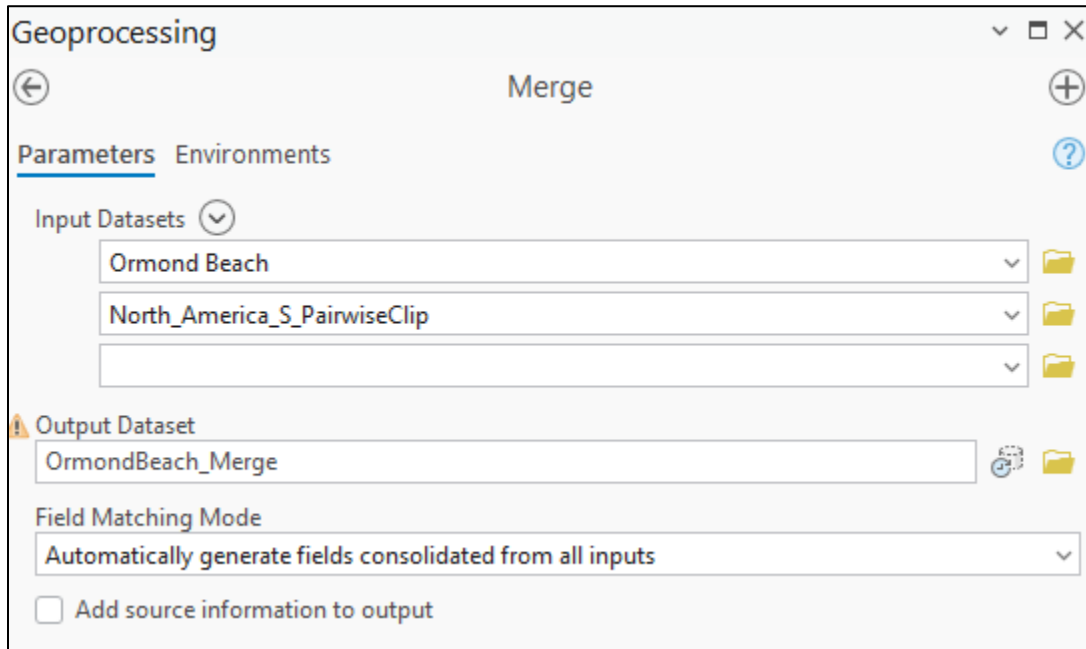 Geoprocessing
Merge
Parameters Environments
Input Datasets
Ormond Beach
North_America_S_PairwiseClip
Output Dataset
OrmondBeach_Merge
Field Matching Mode
Automatically generate fields consolidated from all inputs
Add source information to output